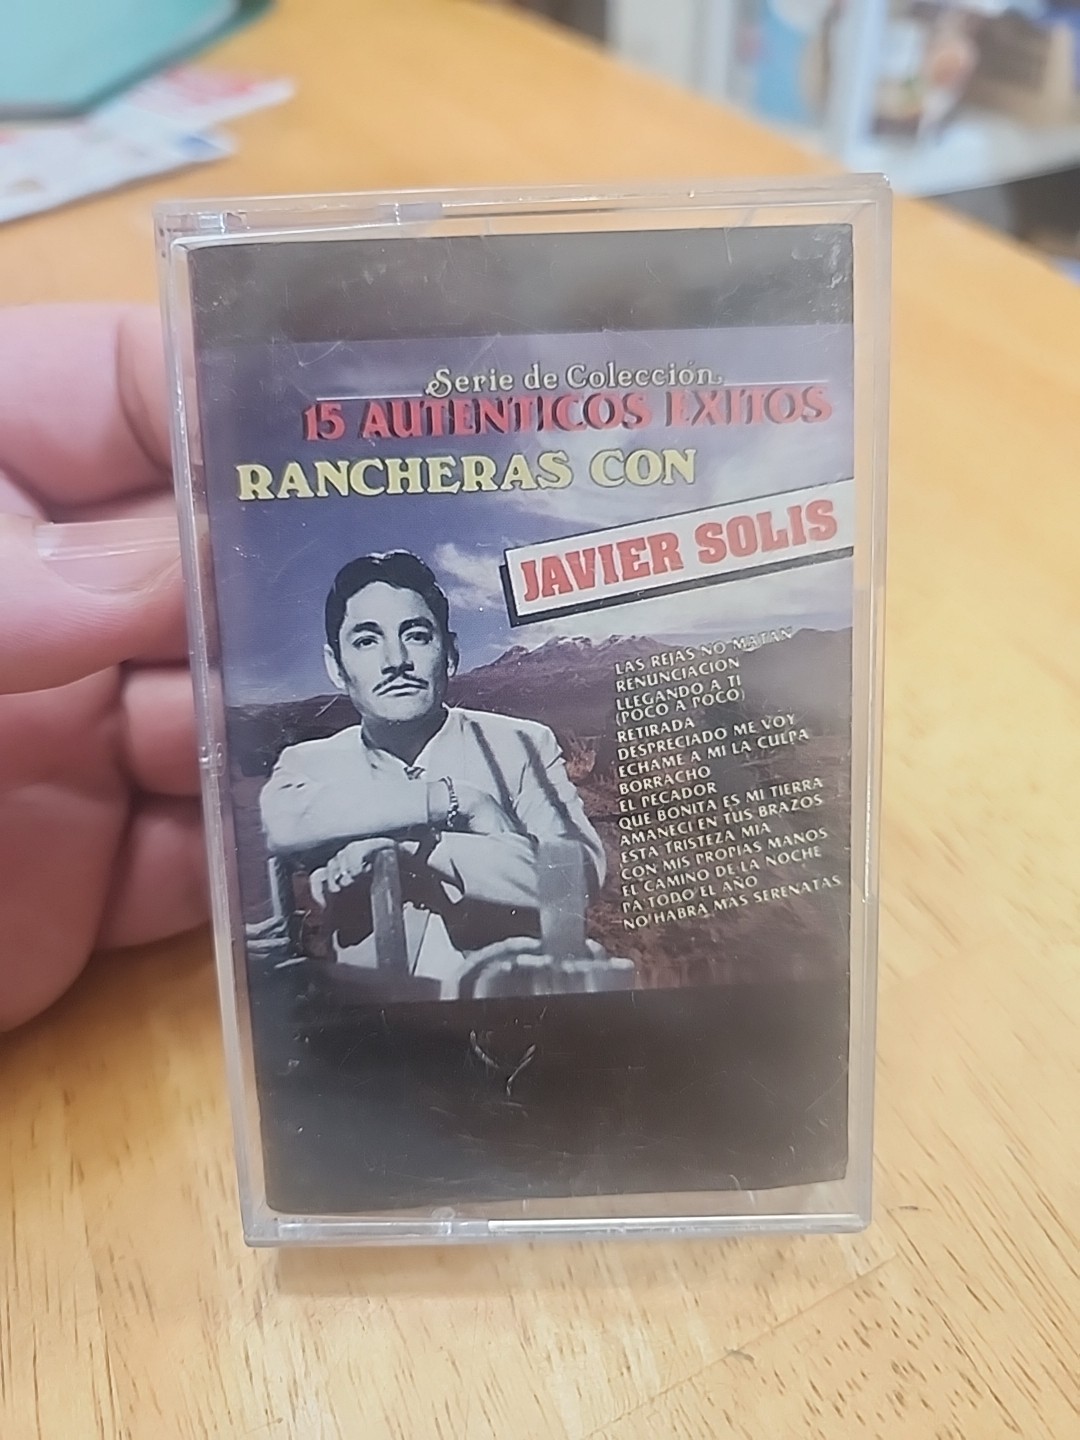 Serie de Colección
15 AUTENTICOS EXITOS
RANCHERAS CON
JAVIER SOLIS
LAS REJAS NO MATAN
RENUNCIACION
LLEGANDO A TI
(POCO A POCO)
RETIRADA
DESPRECIADO ME VOY
ECHAME A MI LA CULPA
BORRACHO
EL PECADOR
QUE BONITA ES MI TIERRA
AMANECI EN TUS BRAZOS
ESTA TRISTEZA MIA
CON MIS PROPIAS MANOS
EL CAMINO DE LA NOCHE
PA TODO EL AÑO
NO HABRA MAS SERENATAS